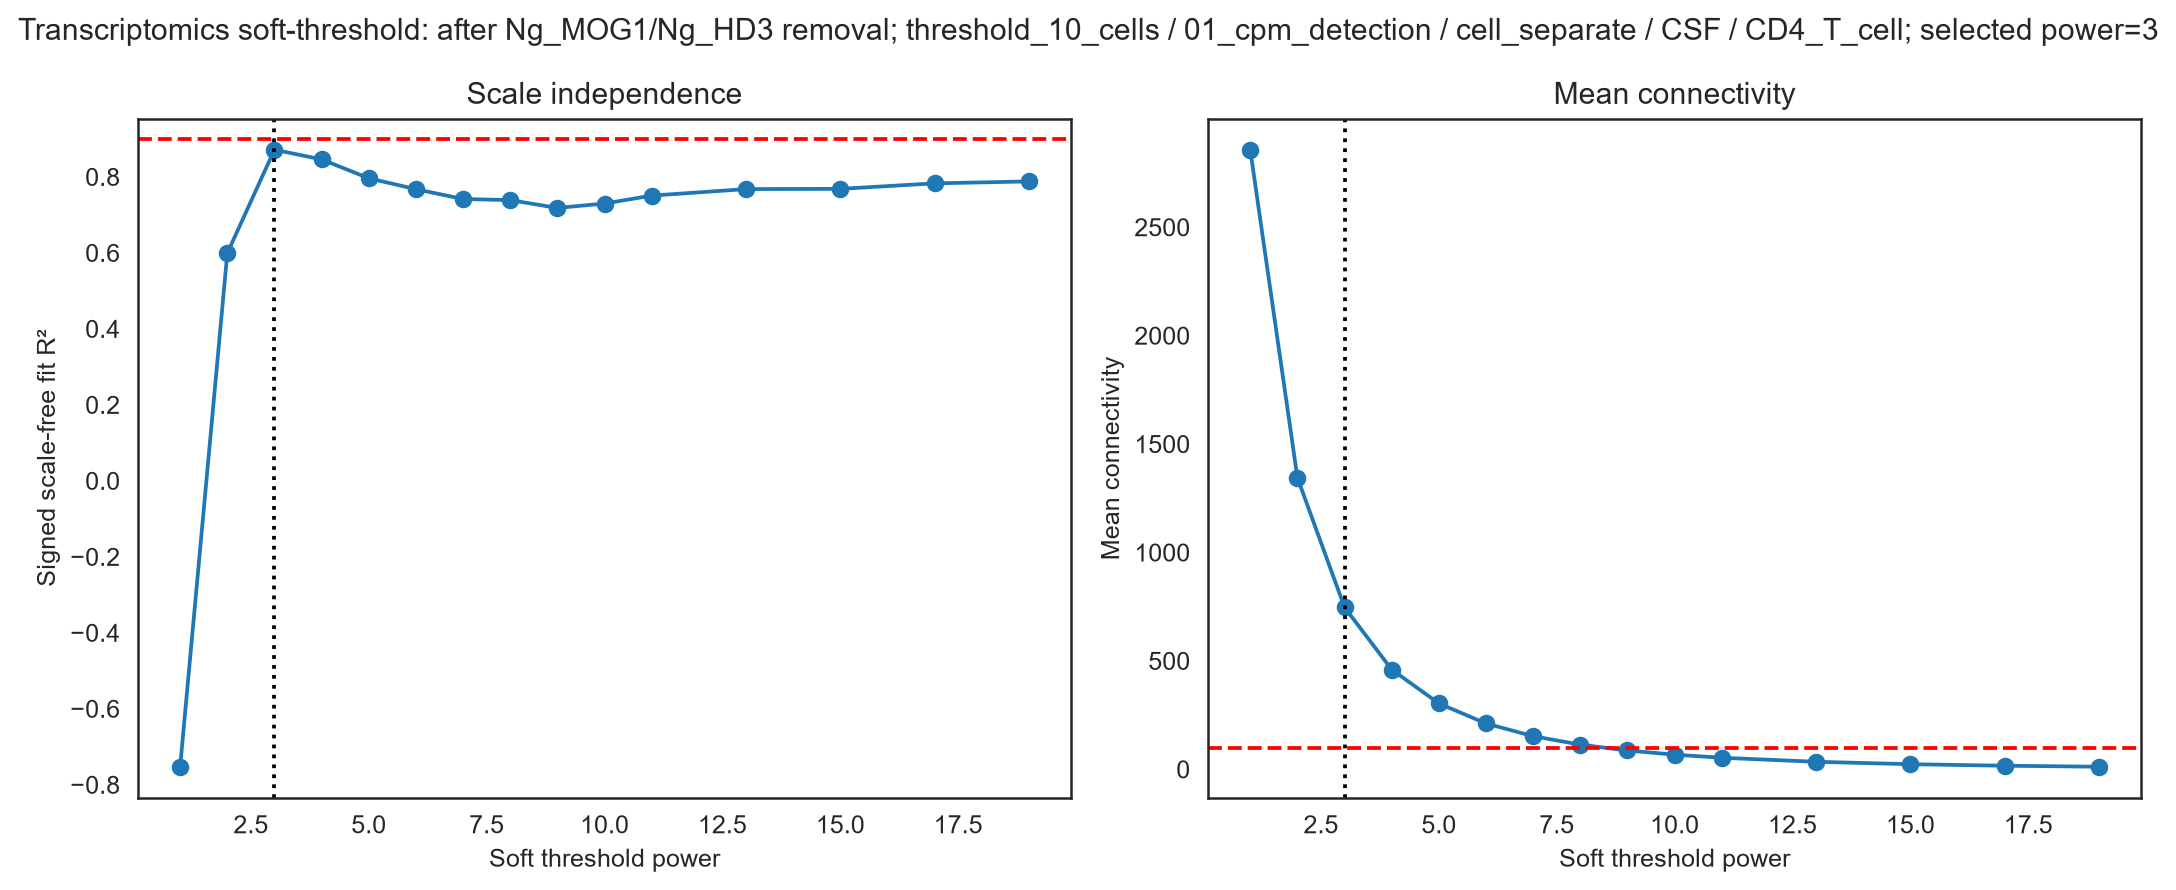 Transcriptomics soft-threshold: after Ng_MOG1/Ng_HD3 removal; threshold_10_cells / 01_cpm_detection / cell_separate / CSF / CD4_T_cell; selected power=3
Scale independence
Signed scale-free fit R²
0.8
0.6
0.4
0.2
0.0
−0.2
−0.4
−0.6
−0.8
2.5 5.0 7.5 10.0 12.5 15.0 17.5
Soft threshold power
Mean connectivity
Mean connectivity
2500
2000
1500
1000
500
0
2.5 5.0 7.5 10.0 12.5 15.0 17.5
Soft threshold power